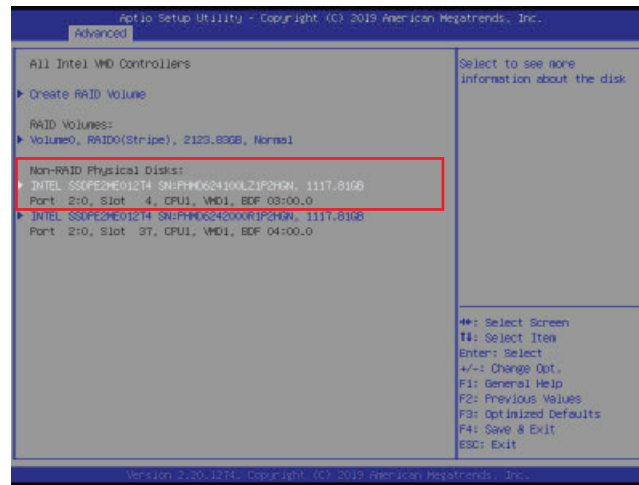 Aptio Setup Utility - Copyright (C) 2019 American Megatrends, Inc.
Advanced
All Intel VMD Controllers
Create RAID Volume
RAID Volumes:
Volume0, RAID0(Stripe), 2123.83GB, Normal
Non-RAID Physical Disks:
INTEL SSDPE2ME012T4 SN:PHMD624100LZ1P2HGN, 1117.81GB
Port 2:0, Slot 4, CPU1, VMD1, BDF 03:00.0
INTEL SSDPE2ME012T4 SN:PHMD6242000R1P2HGN, 1117.81GB
Port 2:0, Slot 37, CPU1, VMD1, BDF 04:00.0
Select to see more
information about the disk
: Select Screen
↑↓: Select Item
Enter: Select
+/-: Change Opt.
F1: General Help
F2: Previous Values
F3: Optimized Defaults
F4: Save & Exit
ESC: Exit
Version 2.20.1274. Copyright (C) 2019 American Megatrends, Inc.